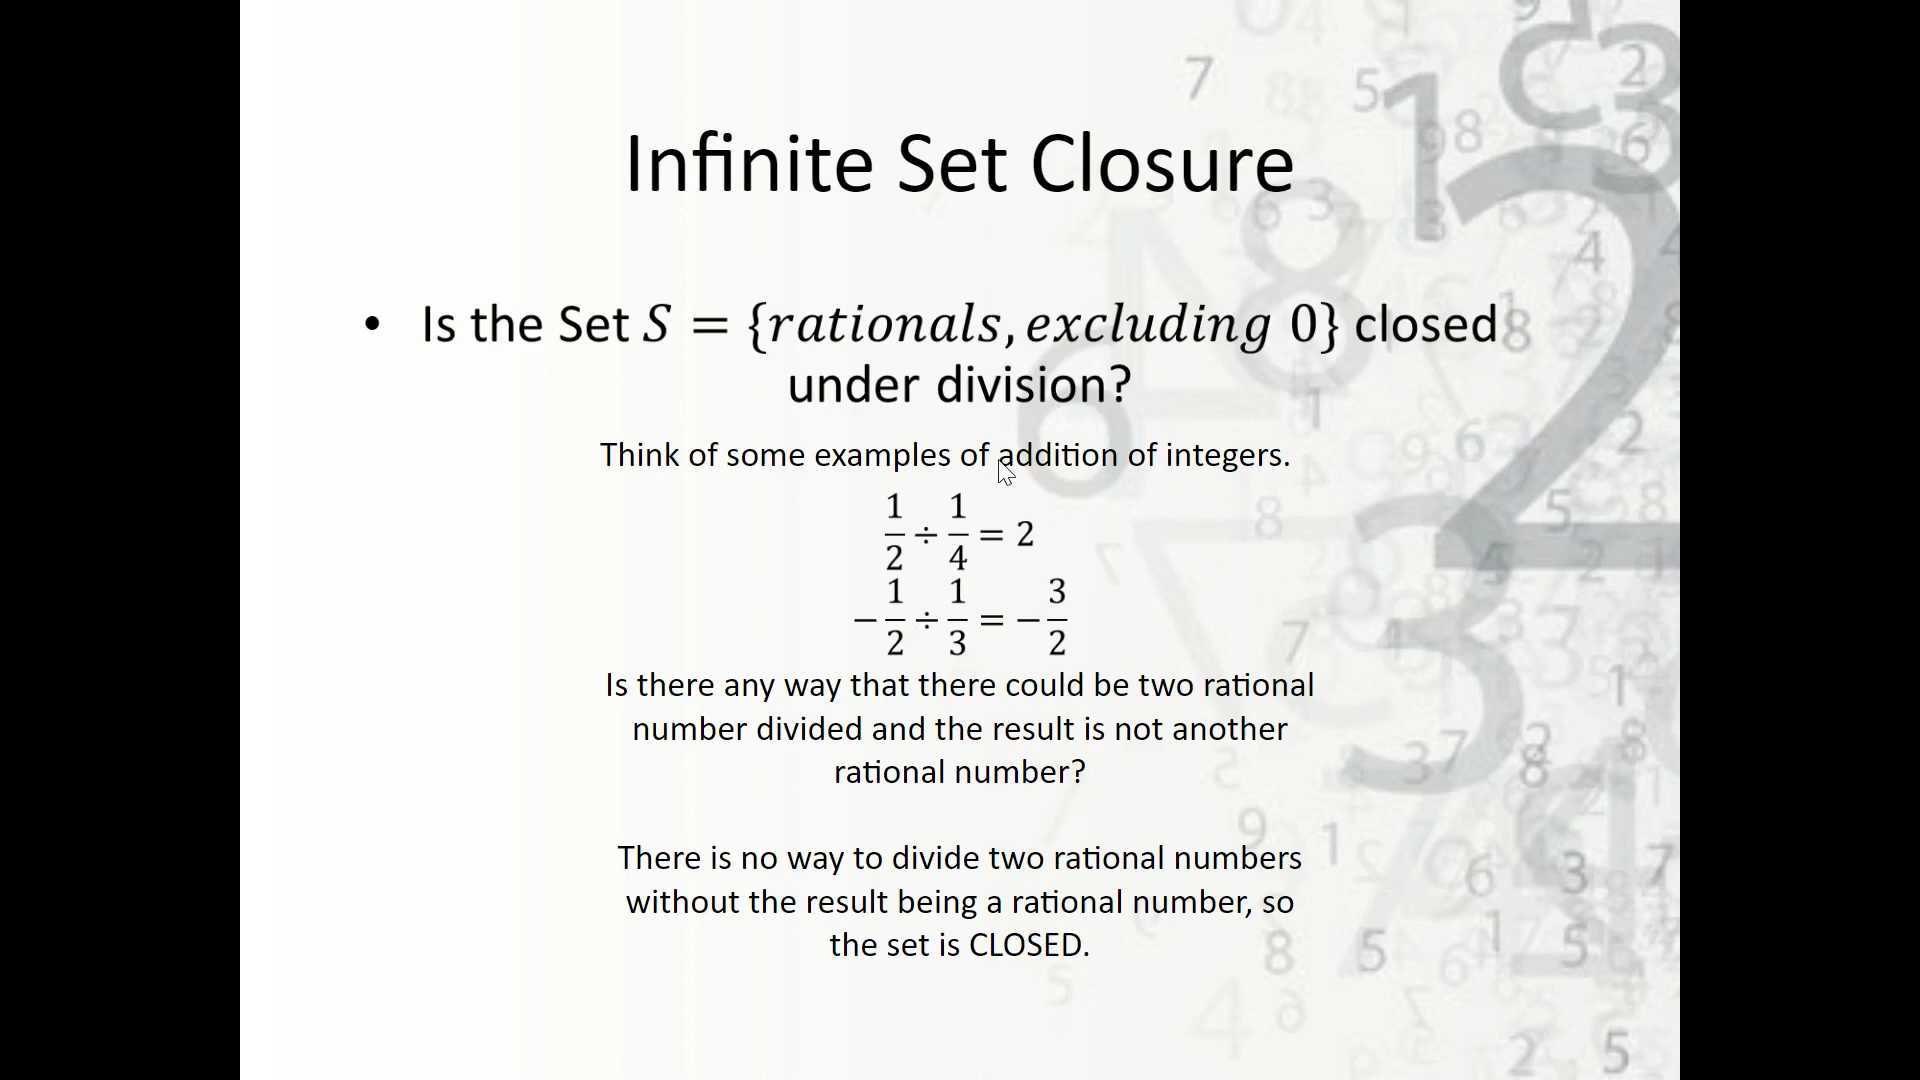 Infinite Set Closure
• Is the Set S = {rationals, excluding 0} closed
under division?
Think of some examples of addition of integers.
1/2 ÷ 1/4 = 2
−1/2 ÷ 1/3 = −3/2
Is there any way that there could be two rational
number divided and the result is not another
rational number?
There is no way to divide two rational numbers
without the result being a rational number, so
the set is CLOSED.